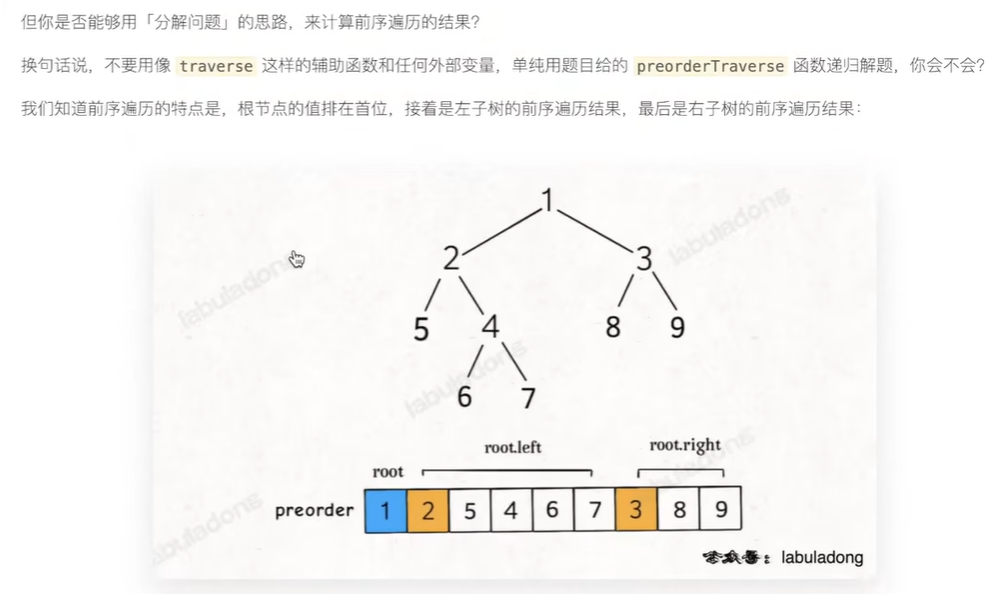 但你是否能够用「分解问题」的思路，来计算前序遍历的结果？
换句话说，不要用像 traverse 这样的辅助函数和任何外部变量，单纯用题目给的 preorderTraverse 函数递归解题，你会不会？
我们知道前序遍历的特点是，根节点的值排在首位，接着是左子树的前序遍历结果，最后是右子树的前序遍历结果：
labuladong
1
labuladong
2 3
5 4 8 9
labuladong
6 7
root.left root.right
labuladong
root
preorder 1 2 5 4 6 7 3 8 9
labuladong
公众号：labuladong